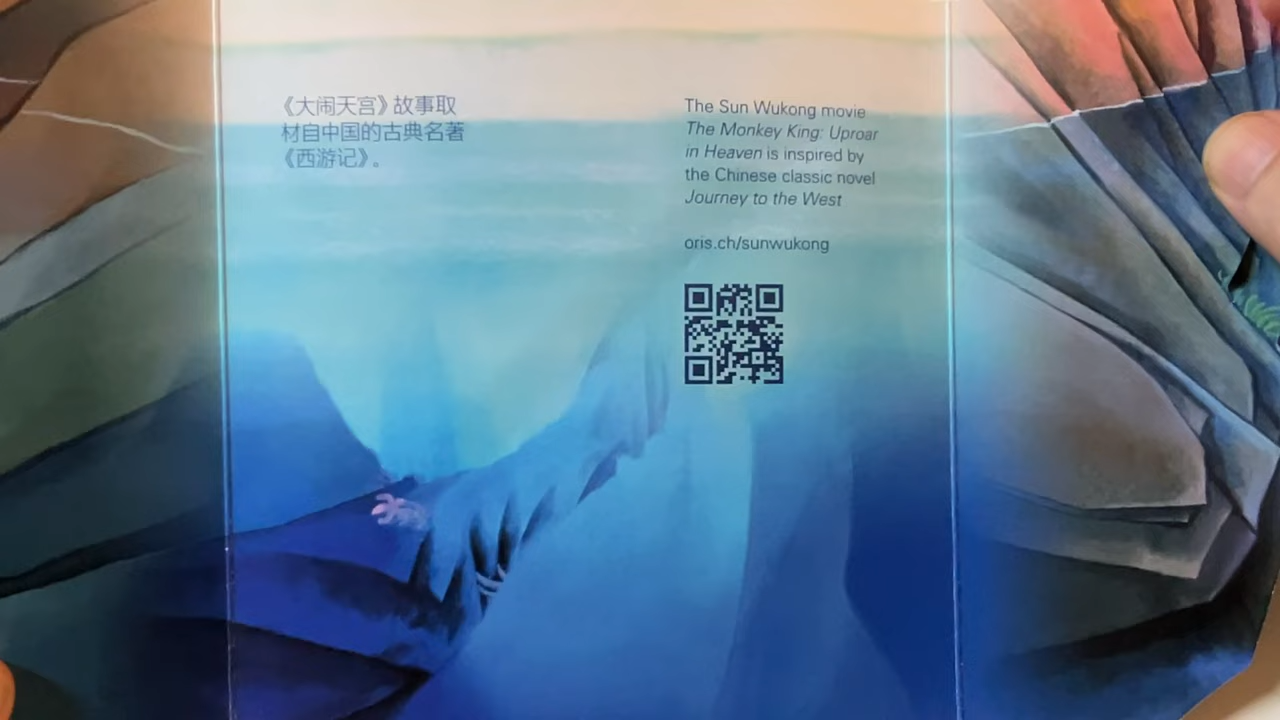 《大闹天宫》故事取
材自中国的古典名著
《西游记》。
The Sun Wukong movie
The Monkey King: Uproar
in Heaven is inspired by
the Chinese classic novel
Journey to the West
oris.ch/sunwukong